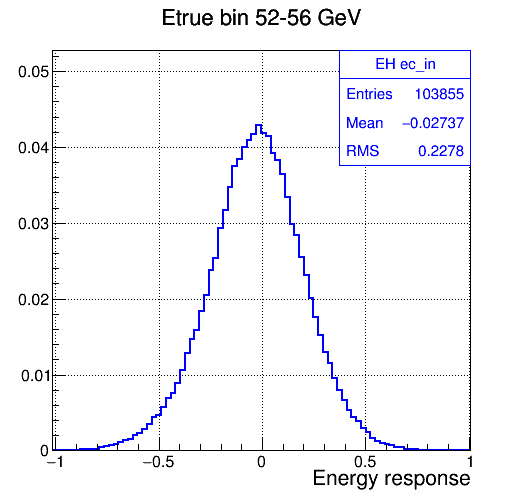 Etrue bin 52-56 GeV
EH ec_in
Entries 103855
Mean −0.02737
RMS 0.2278
0.05
0.04
0.03
0.02
0.01
0
−1 −0.5 0 0.5 1
Energy response